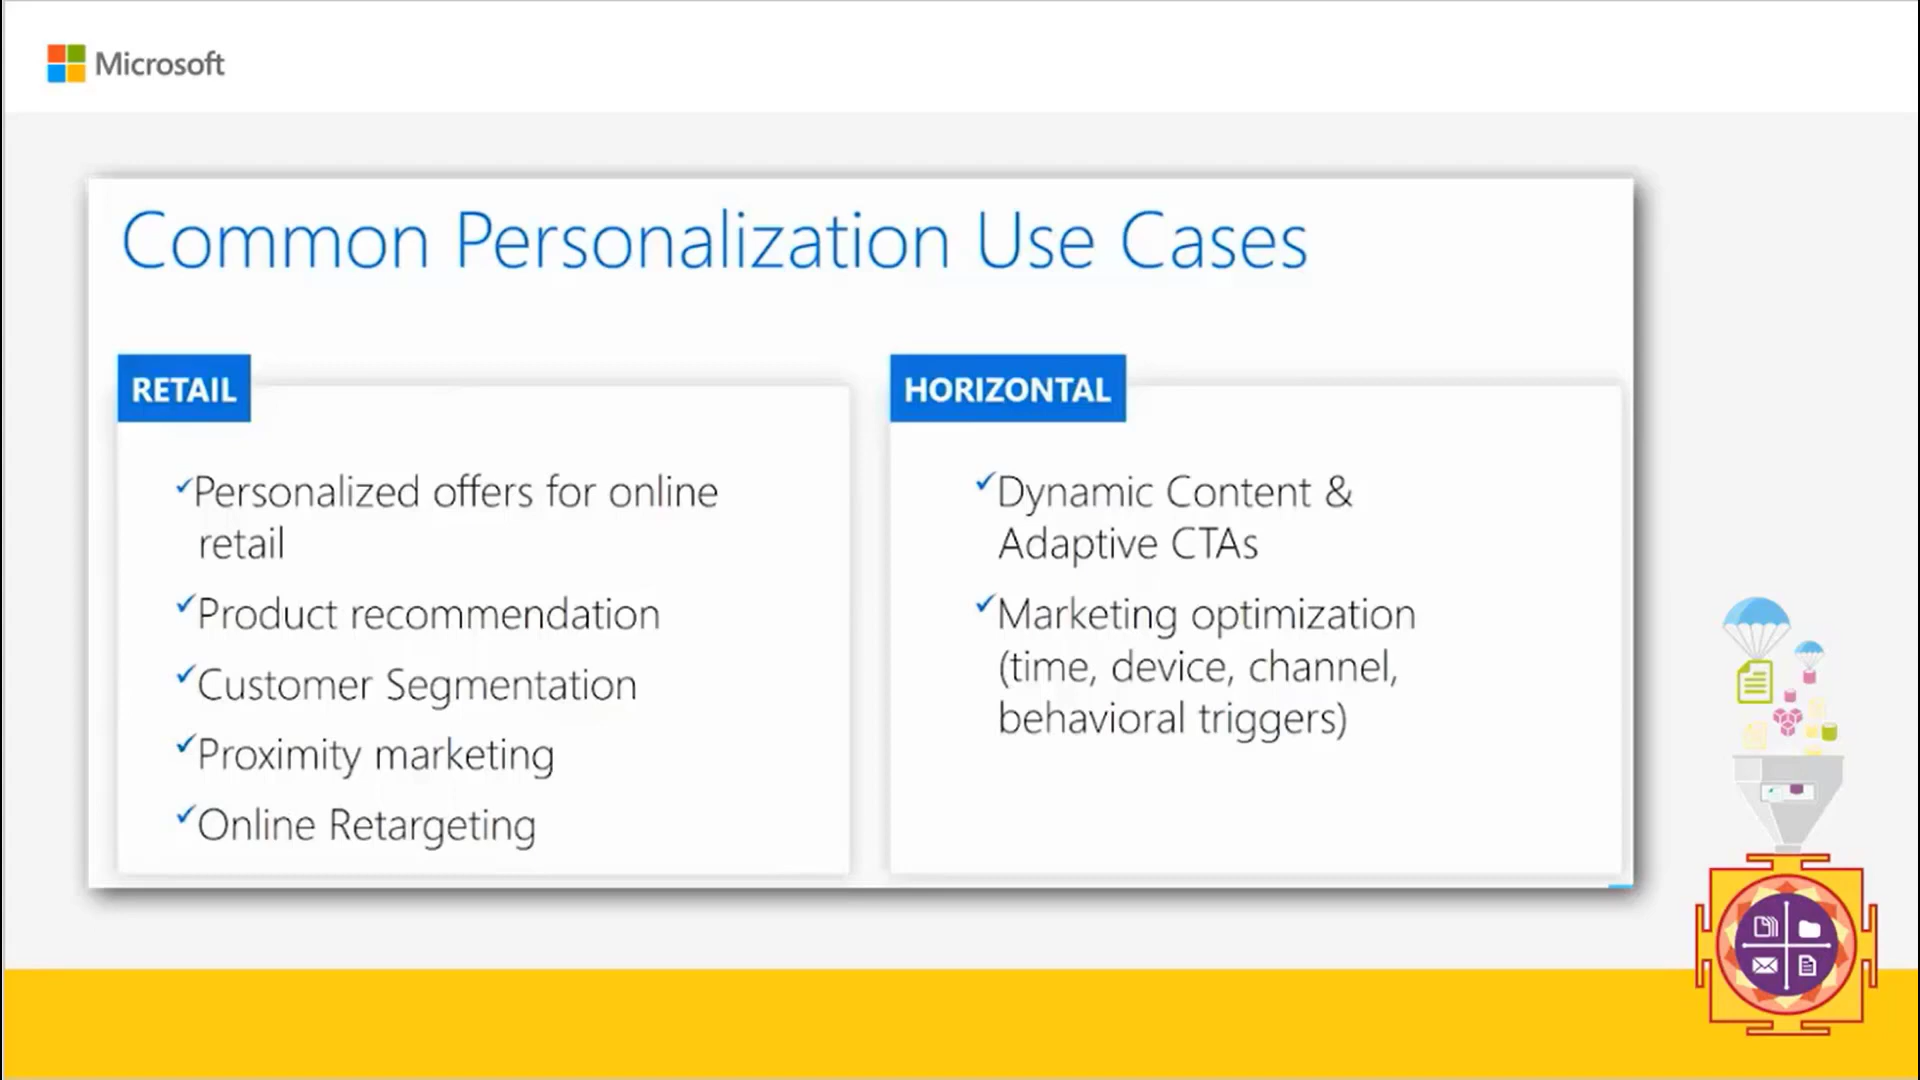 Microsoft
Common Personalization Use Cases
RETAIL
✓Personalized offers for online
retail
✓Product recommendation
✓Customer Segmentation
✓Proximity marketing
✓Online Retargeting
HORIZONTAL
✓Dynamic Content &
Adaptive CTAs
✓Marketing optimization
(time, device, channel,
behavioral triggers)